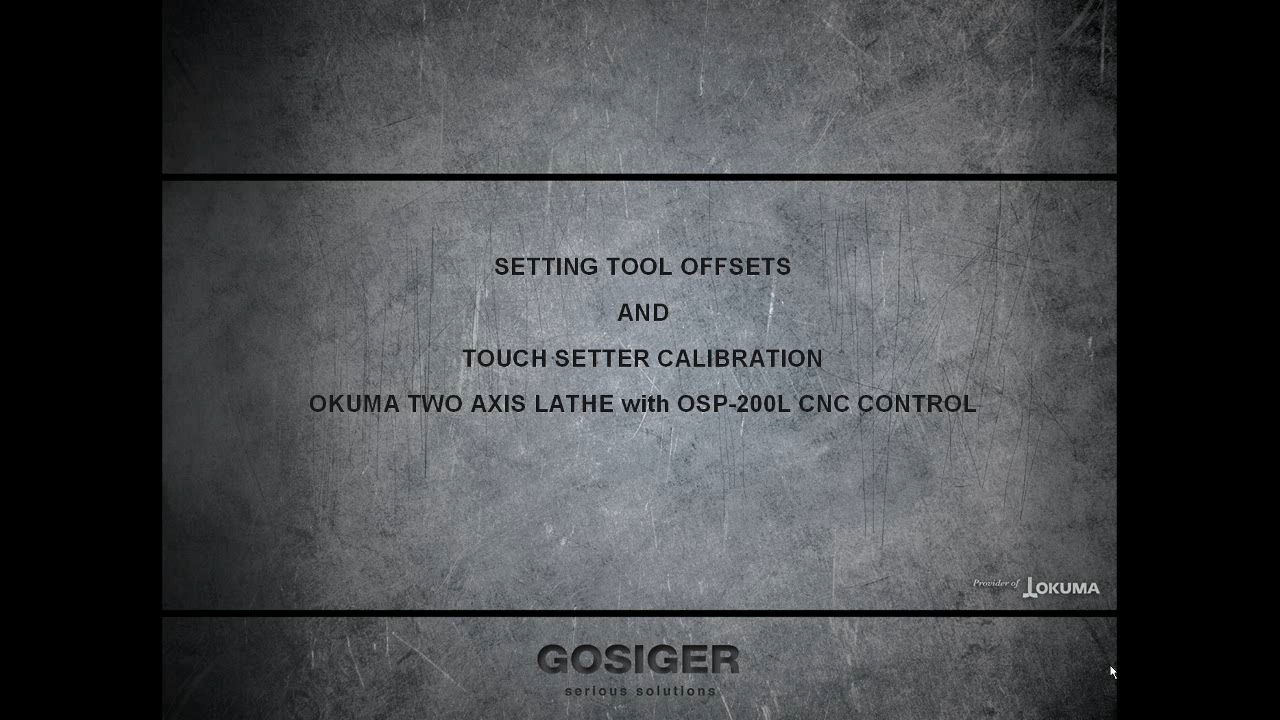 SETTING TOOL OFFSETS
AND
TOUCH SETTER CALIBRATION
OKUMA TWO AXIS LATHE with OSP-200L CNC CONTROL
Provider of OKUMA
GOSIGER
serious solutions